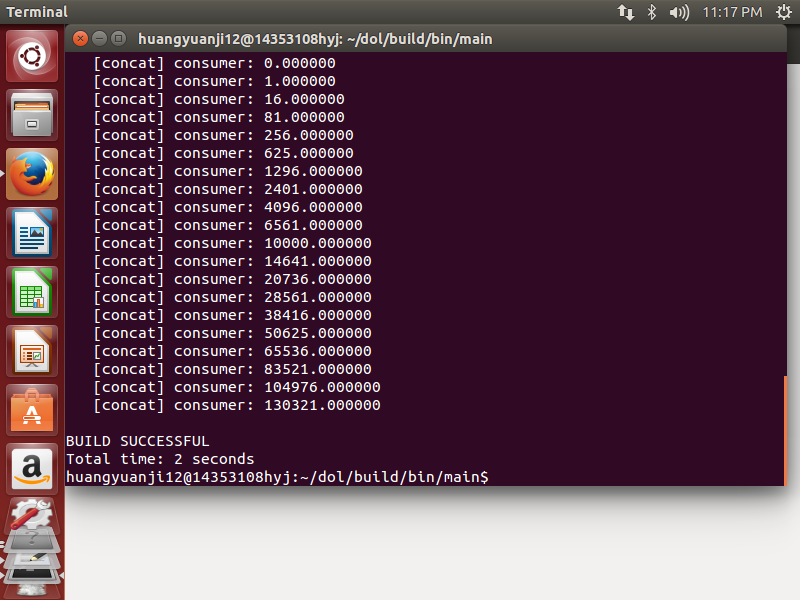 Terminal
11:17 PM
huangyuanji12@14353108hyj: ~/dol/build/bin/main
[concat] consumer: 0.000000
[concat] consumer: 1.000000
[concat] consumer: 16.000000
[concat] consumer: 81.000000
[concat] consumer: 256.000000
[concat] consumer: 625.000000
[concat] consumer: 1296.000000
[concat] consumer: 2401.000000
[concat] consumer: 4096.000000
[concat] consumer: 6561.000000
[concat] consumer: 10000.000000
[concat] consumer: 14641.000000
[concat] consumer: 20736.000000
[concat] consumer: 28561.000000
[concat] consumer: 38416.000000
[concat] consumer: 50625.000000
[concat] consumer: 65536.000000
[concat] consumer: 83521.000000
[concat] consumer: 104976.000000
[concat] consumer: 130321.000000
BUILD SUCCESSFUL
Total time: 2 seconds
huangyuanji12@14353108hyj:~/dol/build/bin/main$